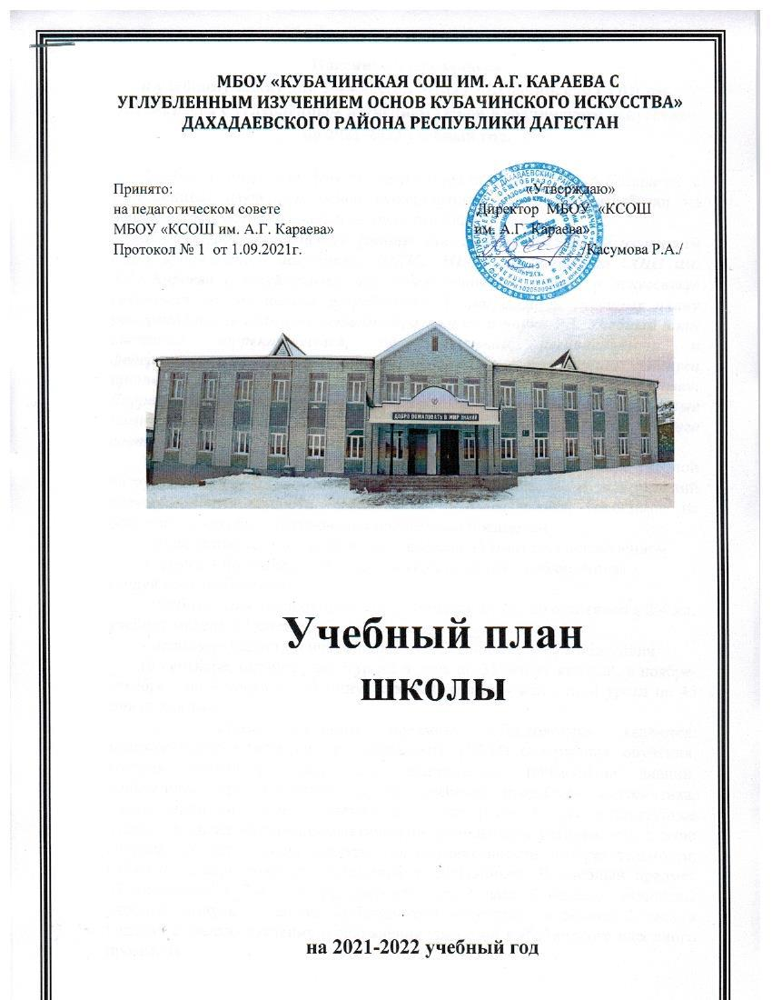 МБОУ «КУБАЧИНСКАЯ СОШ ИМ. А.Г. КАРАЕВА С
УГЛУБЛЕННЫМ ИЗУЧЕНИЕМ ОСНОВ КУБАЧИНСКОГО ИСКУССТВА»
ДАХАДАЕВСКОГО РАЙОНА РЕСПУБЛИКИ ДАГЕСТАН
Принято: «Утверждаю»
на педагогическом совете Директор МБОУ «КСОШ
МБОУ «КСОШ им. А.Г. Караева» им. А.Г. Караева»
Протокол № 1 от 1.09.2021г. /Касумова Р.А./
ДОБРО ПОЖАЛОВАТЬ В МИР ЗНАНИЙ
Учебный план
школы
на 2021-2022 учебный год